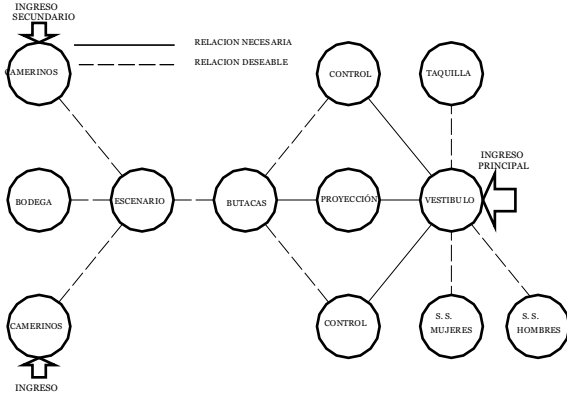 INGRESO
SECUNDARIO
RELACION NECESARIA
RELACION DESEABLE
CAMERINOS
CONTROL
TAQUILLA
INGRESO
PRINCIPAL
BODEGA
ESCENARIO
BUTACAS
PROYECCIÓN
VESTIBULO
CAMERINOS
CONTROL
S. S.
MUJERES
S. S.
HOMBRES
INGRESO